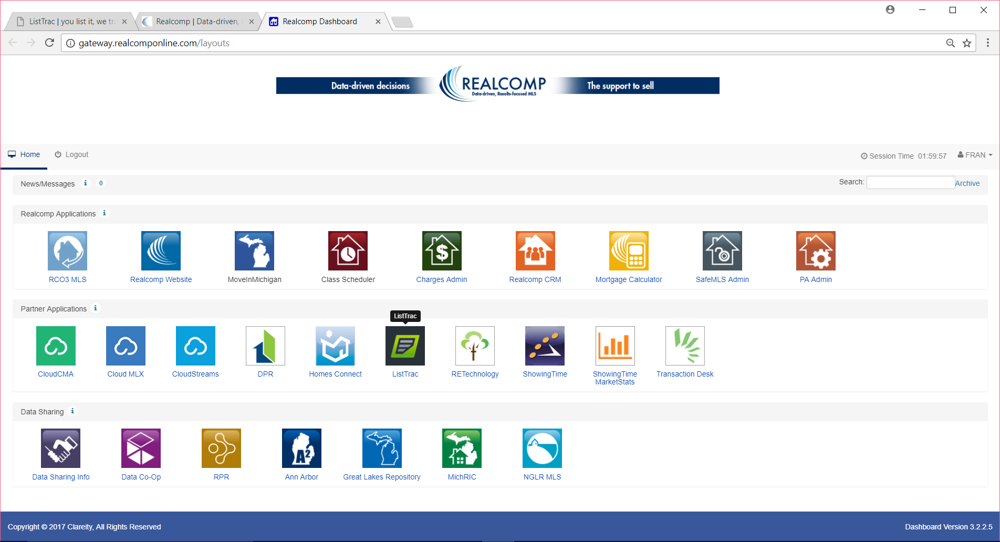 ListTrac | you list it, we tra
Realcomp | Data-driven,
Realcomp Dashboard
gateway.realcomponline.com/layouts
Data-driven decisions
REALCOMP
Data-driven, Results-focused MLS
The support to sell
Home
Logout
Session Time 01:59:57
FRAN
News/Messages
0
Search:
Archive
Realcomp Applications
$
RCO3 MLS
Realcomp Website
MoveInMichigan
Class Scheduler
Charges Admin
Realcomp CRM
Mortgage Calculator
SafeMLS Admin
PA Admin
Partner Applications
ListTrac
CloudCMA
Cloud MLX
CloudStreams
DPR
Homes Connect
ListTrac
RETechnology
ShowingTime
ShowingTime
MarketStats
Transaction Desk
Data Sharing
A2
Data Sharing Info
Data Co-Op
RPR
Ann Arbor
Great Lakes Repository
MichRIC
NGLR MLS
Copyright © 2017 Clareity, All Rights Reserved
Dashboard Version 3.2.2.5